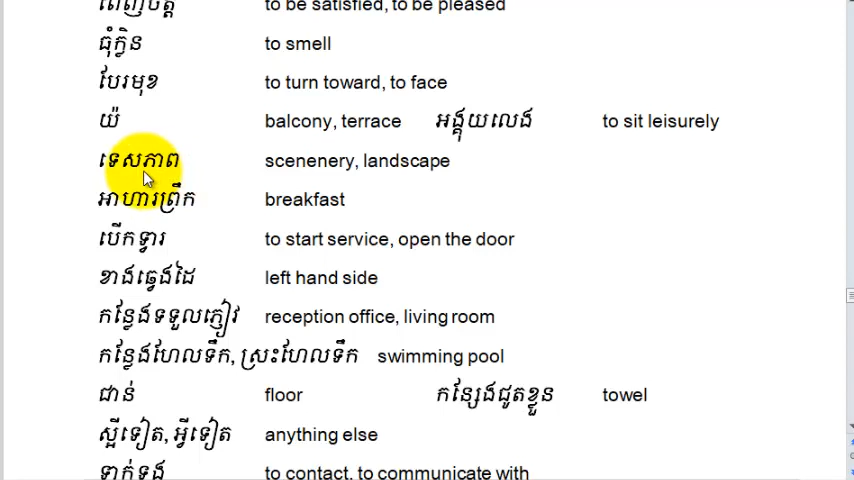 ពេញចិត្ត to be satisfied, to be pleased
ធុំក្លិន to smell
បែរមុខ to turn toward, to face
យ៉ balcony, terrace អង្គុយលេង to sit leisurely
ទេសភាព scenenery, landscape
អាហារព្រឹក breakfast
បើកទ្វារ to start service, open the door
ខាងឆ្វេងដៃ left hand side
កន្លែងទទួលភ្ញៀវ reception office, living room
កន្លែងហែលទឹក, ស្រះហែលទឹក swimming pool
ជាន់ floor កន្សែងជូតខ្លួន towel
ស្អីទៀត, អ្វីទៀត anything else
ទាក់ទង to contact, to communicate with